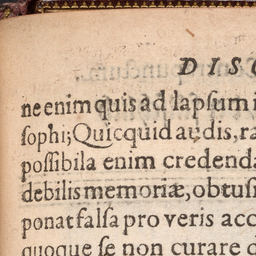 DISC
ne enim quis ad lapsum i
sophi; Quicquid audis, ra
possibila enim credenda
debilis memoriæ, obtusi
ponat falsa pro veris acc
quoque se non curare d